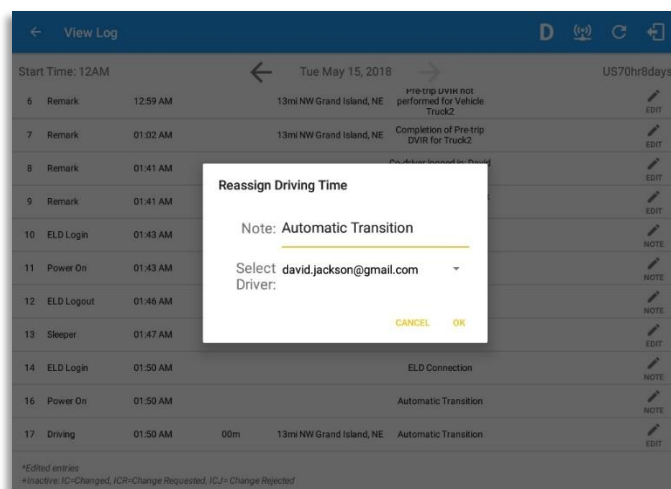 View Log D
Start Time: 12AM Tue May 15, 2018 US70hr8days
6 Remark 12:59 AM 13mi NW Grand Island, NE Pre-trip DVIR not performed for Vehicle Truck2 EDIT
7 Remark 01:02 AM 13mi NW Grand Island, NE Completion of Pre-trip DVIR for Truck2 EDIT
8 Remark 01:41 AM Co-driver logged in: David EDIT
9 Remark 01:41 AM EDIT
Reassign Driving Time
Note: Automatic Transition
Select Driver: david.jackson@gmail.com
CANCEL OK
10 ELD Login 01:43 AM NOTE
11 Power On 01:43 AM NOTE
12 ELD Logout 01:46 AM NOTE
13 Sleeper 01:47 AM EDIT
14 ELD Login 01:50 AM ELD Connection NOTE
16 Power On 01:50 AM Automatic Transition NOTE
17 Driving 01:50 AM 00m 13mi NW Grand Island, NE Automatic Transition EDIT
*Edited entries
+Inactive: IC=Changed, ICR=Change Requested, ICJ= Change Rejected